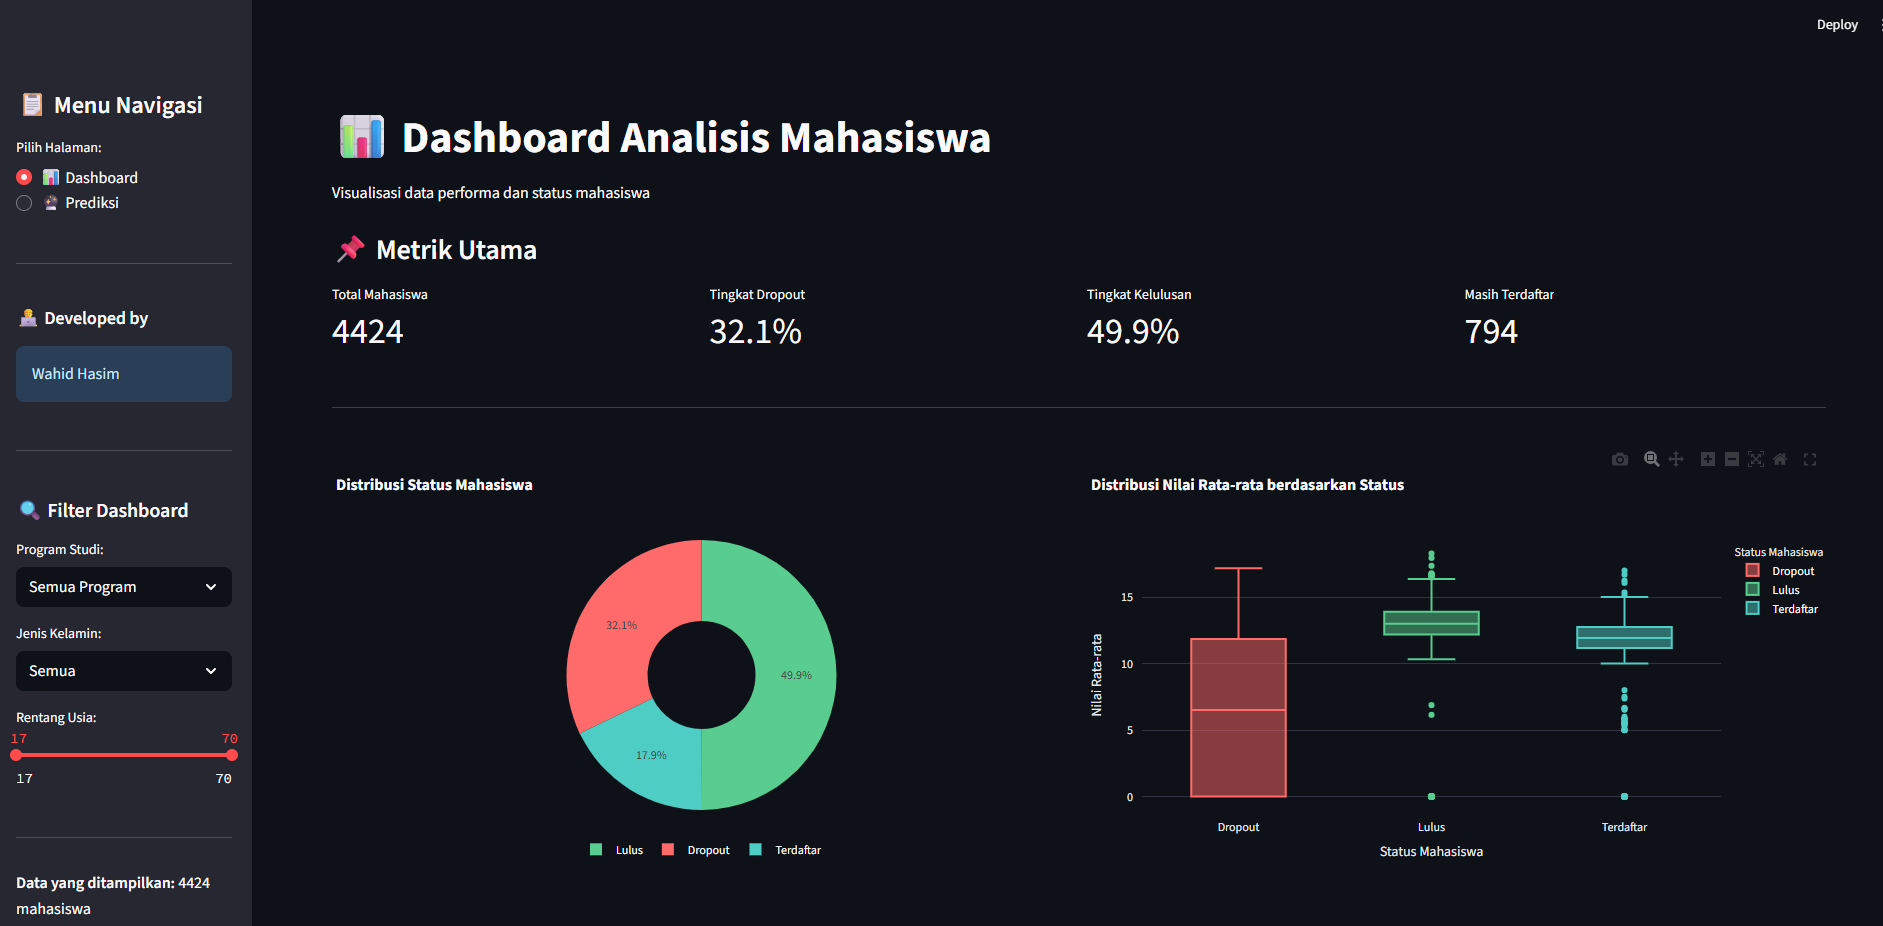 Deploy
Menu Navigasi
Pilih Halaman:
Dashboard
Prediksi
Developed by
Wahid Hasim
Filter Dashboard
Program Studi:
Semua Program
Jenis Kelamin:
Semua
Rentang Usia:
17 70
17 70
Data yang ditampilkan: 4424
mahasiswa
Dashboard Analisis Mahasiswa
Visualisasi data performa dan status mahasiswa
Metrik Utama
Total Mahasiswa
4424
Tingkat Dropout
32.1%
Tingkat Kelulusan
49.9%
Masih Terdaftar
794
Distribusi Status Mahasiswa
32.1%
49.9%
17.9%
Lulus Dropout Terdaftar
Distribusi Nilai Rata-rata berdasarkan Status
Status Mahasiswa
Dropout
Lulus
Terdaftar
Nilai Rata-rata
15
10
5
0
Dropout Lulus Terdaftar
Status Mahasiswa